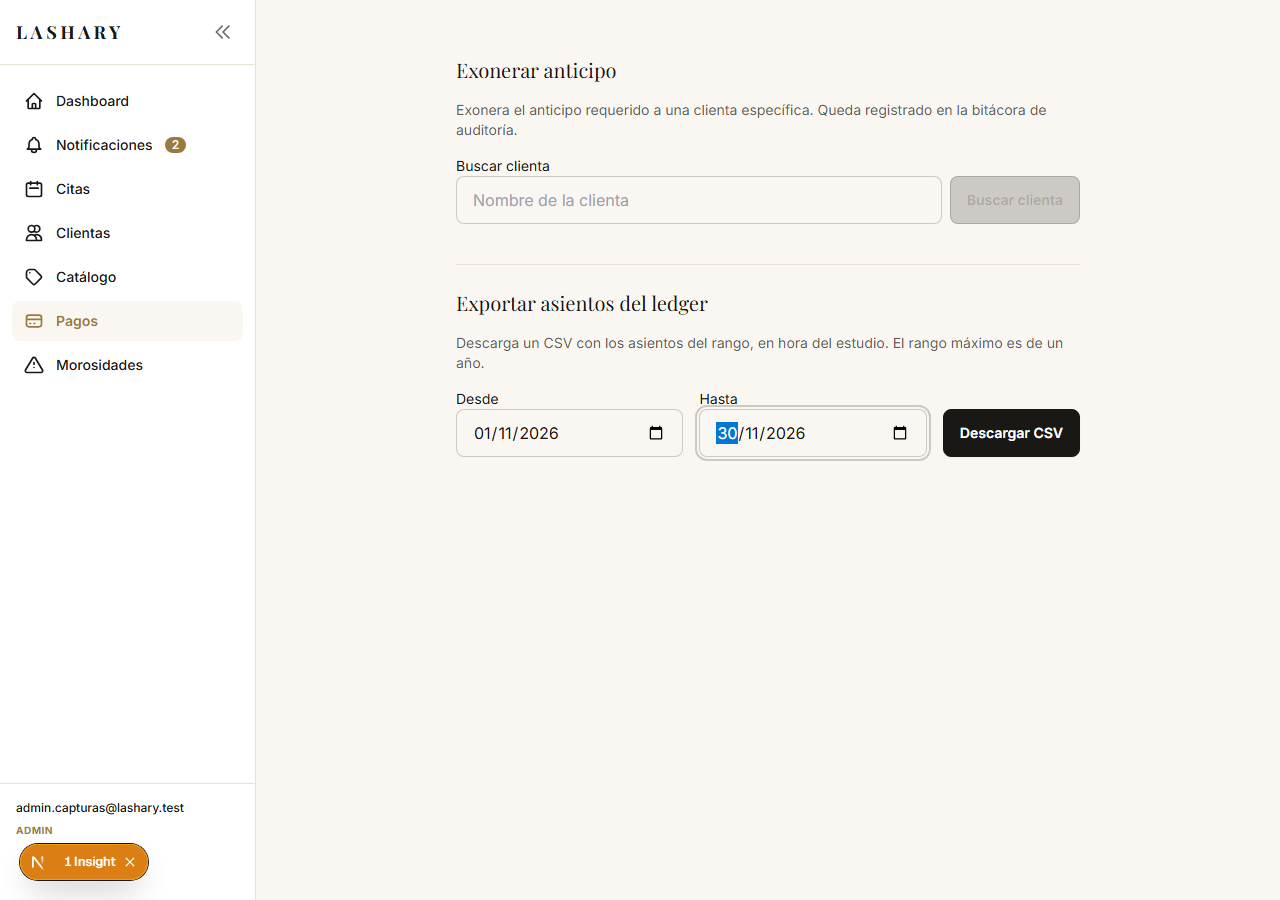 LASHARY
Dashboard
Notificaciones 2
Citas
Clientas
Catálogo
Pagos
Morosidades
admin.capturas@lashary.test
ADMIN
1 Insight
Exonerar anticipo
Exonera el anticipo requerido a una clienta específica. Queda registrado en la bitácora de
auditoría.
Buscar clienta
Nombre de la clienta
Buscar clienta
Exportar asientos del ledger
Descarga un CSV con los asientos del rango, en hora del estudio. El rango máximo es de un
año.
Desde
Hasta
01/11/2026
30/11/2026
Descargar CSV